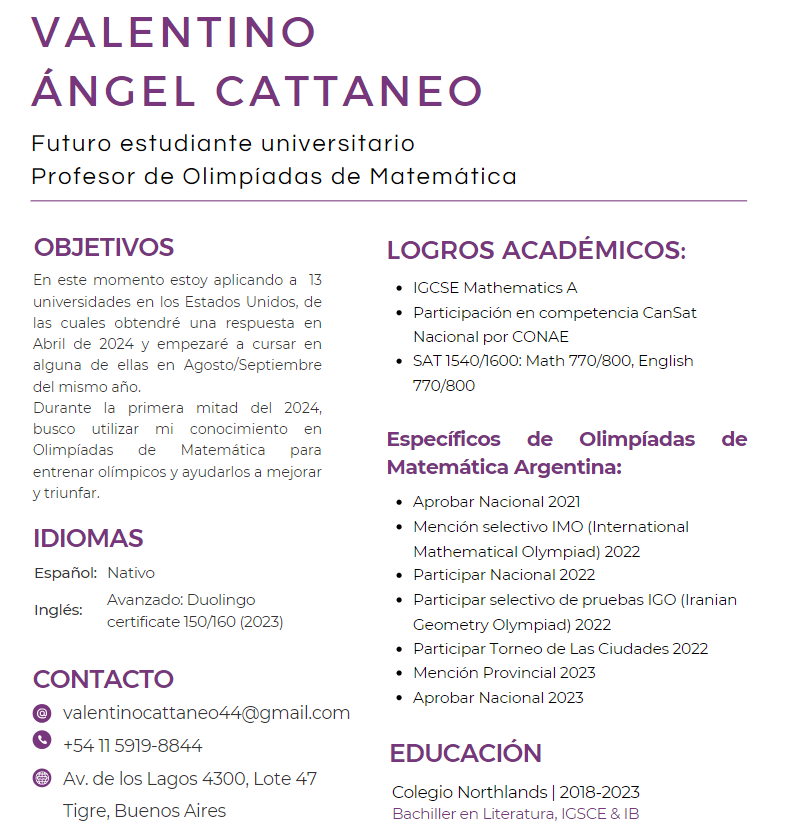 VALENTINO
ÁNGEL CATTANEO
Futuro estudiante universitario
Profesor de Olimpíadas de Matemática
OBJETIVOS
En este momento estoy aplicando a 13
universidades en los Estados Unidos, de
las cuales obtendré una respuesta en
Abril de 2024 y empezaré a cursar en
alguna de ellas en Agosto/Septiembre
del mismo año.
Durante la primera mitad del 2024,
busco utilizar mi conocimiento en
Olimpíadas de Matemática para
entrenar olímpicos y ayudarlos a mejorar
y triunfar.
IDIOMAS
Español: Nativo
Inglés: Avanzado: Duolingo
certificate 150/160 (2023)
CONTACTO
valentinocattaneo44@gmail.com
+54 11 5919-8844
Av. de los Lagos 4300, Lote 47
Tigre, Buenos Aires
LOGROS ACADÉMICOS:
• IGCSE Mathematics A
• Participación en competencia CanSat
Nacional por CONAE
• SAT 1540/1600: Math 770/800, English
770/800
Específicos de Olimpíadas de
Matemática Argentina:
• Aprobar Nacional 2021
• Mención selectivo IMO (International
Mathematical Olympiad) 2022
• Participar Nacional 2022
• Participar selectivo de pruebas IGO (Iranian
Geometry Olympiad) 2022
• Participar Torneo de Las Ciudades 2022
• Mención Provincial 2023
• Aprobar Nacional 2023
EDUCACIÓN
Colegio Northlands | 2018-2023
Bachiller en Literatura, IGSCE & IB